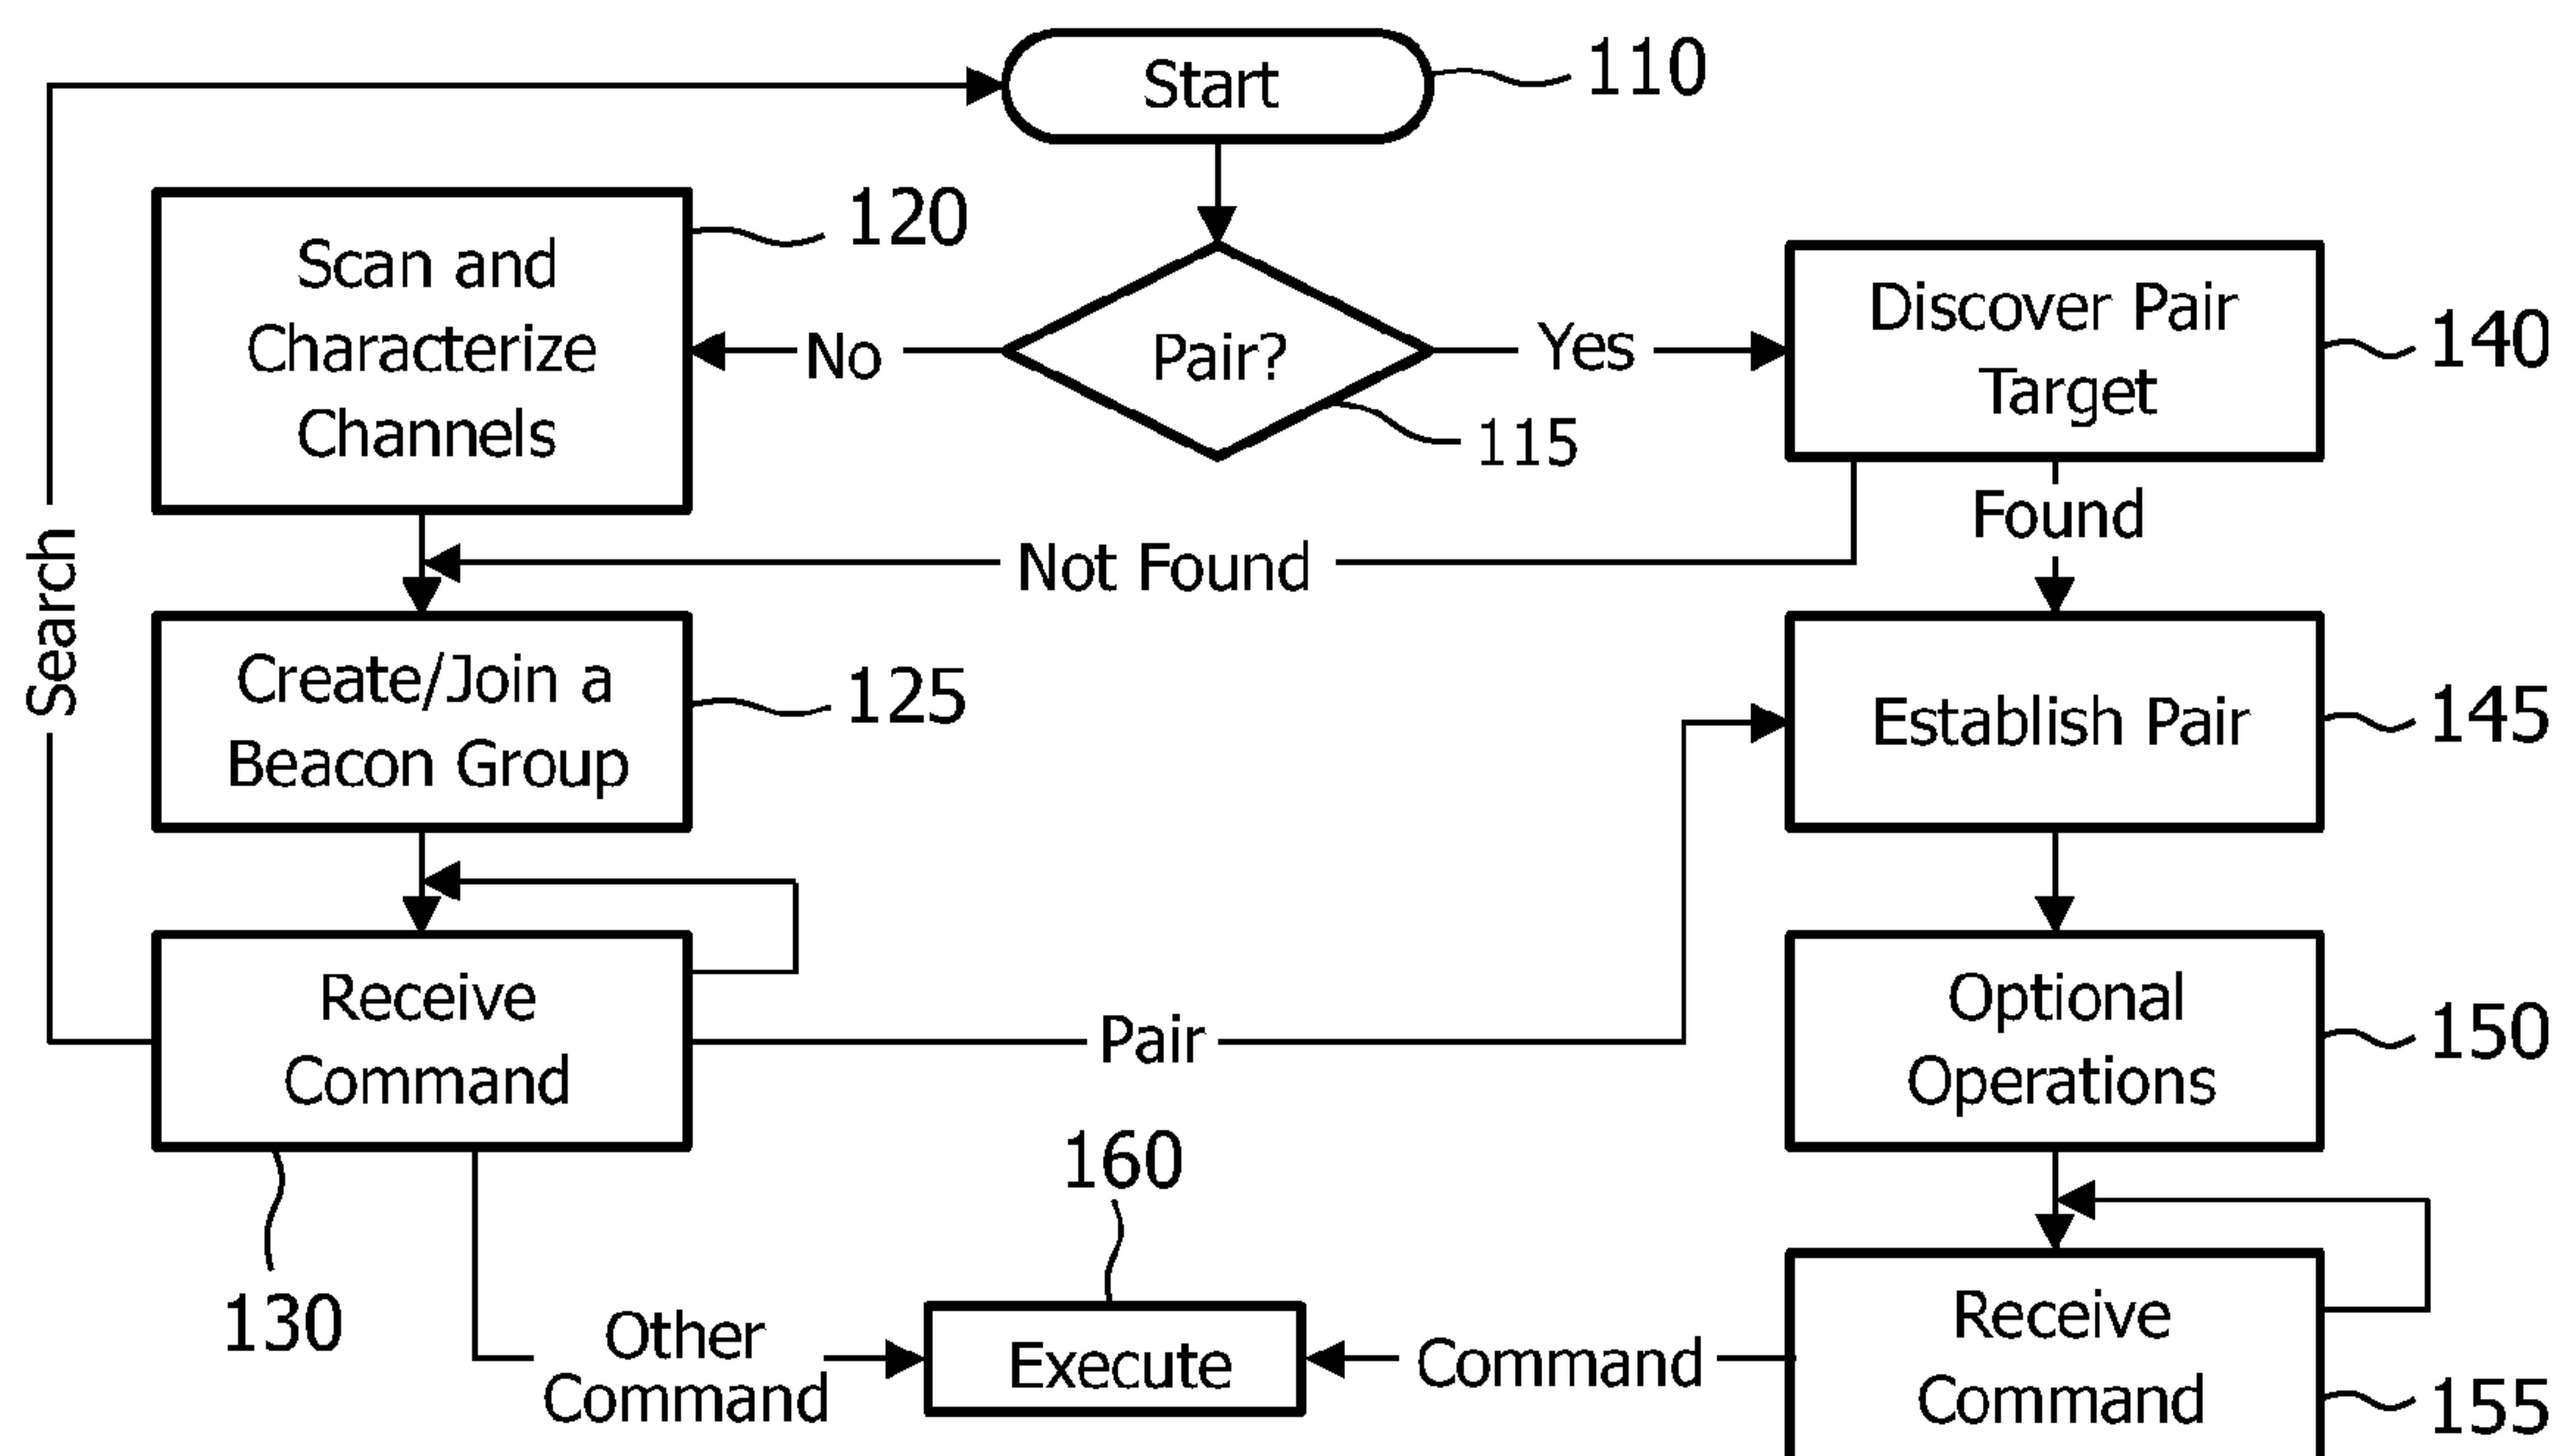 Start
110
Scan and
Characterize
Channels
120
No
Pair?
115
Yes
Discover Pair
Target
140
Found
Not Found
Search
Create/Join a
Beacon Group
125
Establish Pair
145
Receive
Command
130
Pair
Optional
Operations
150
160
Other
Command
Execute
Command
Receive
Command
155